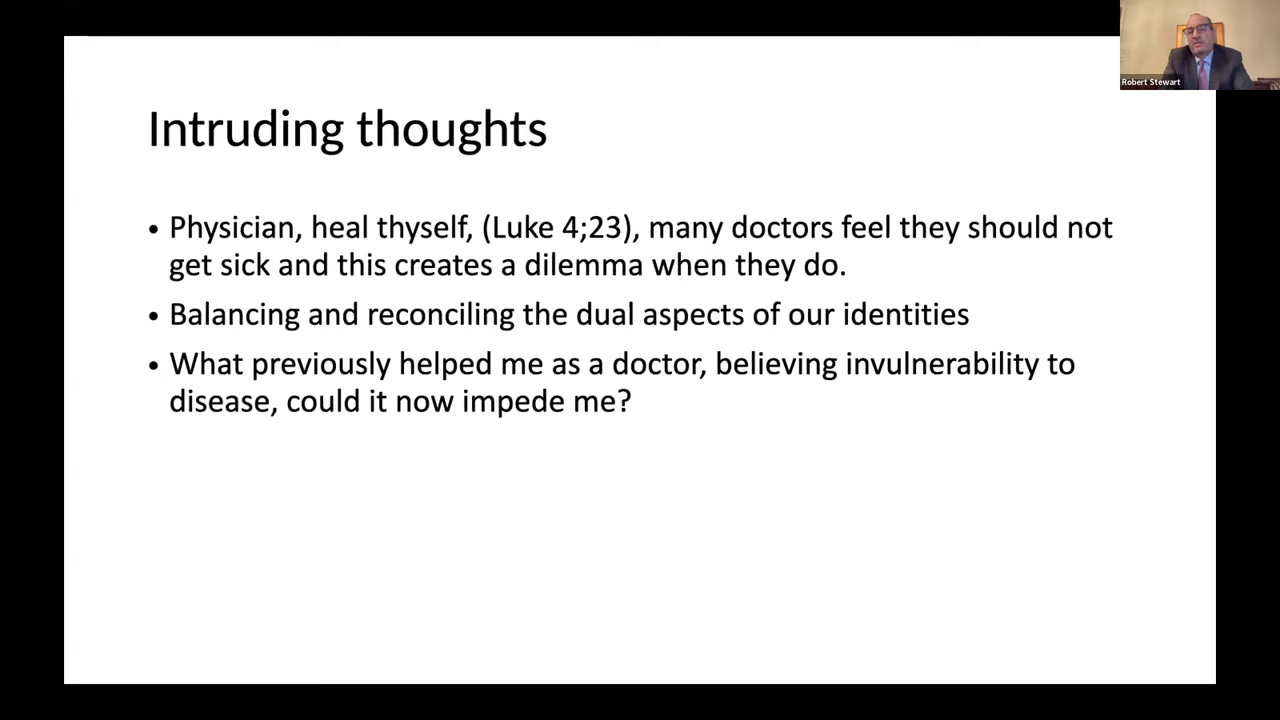 Robert Stewart
Intruding thoughts
• Physician, heal thyself, (Luke 4;23), many doctors feel they should not
get sick and this creates a dilemma when they do.
• Balancing and reconciling the dual aspects of our identities
• What previously helped me as a doctor, believing invulnerability to
disease, could it now impede me?